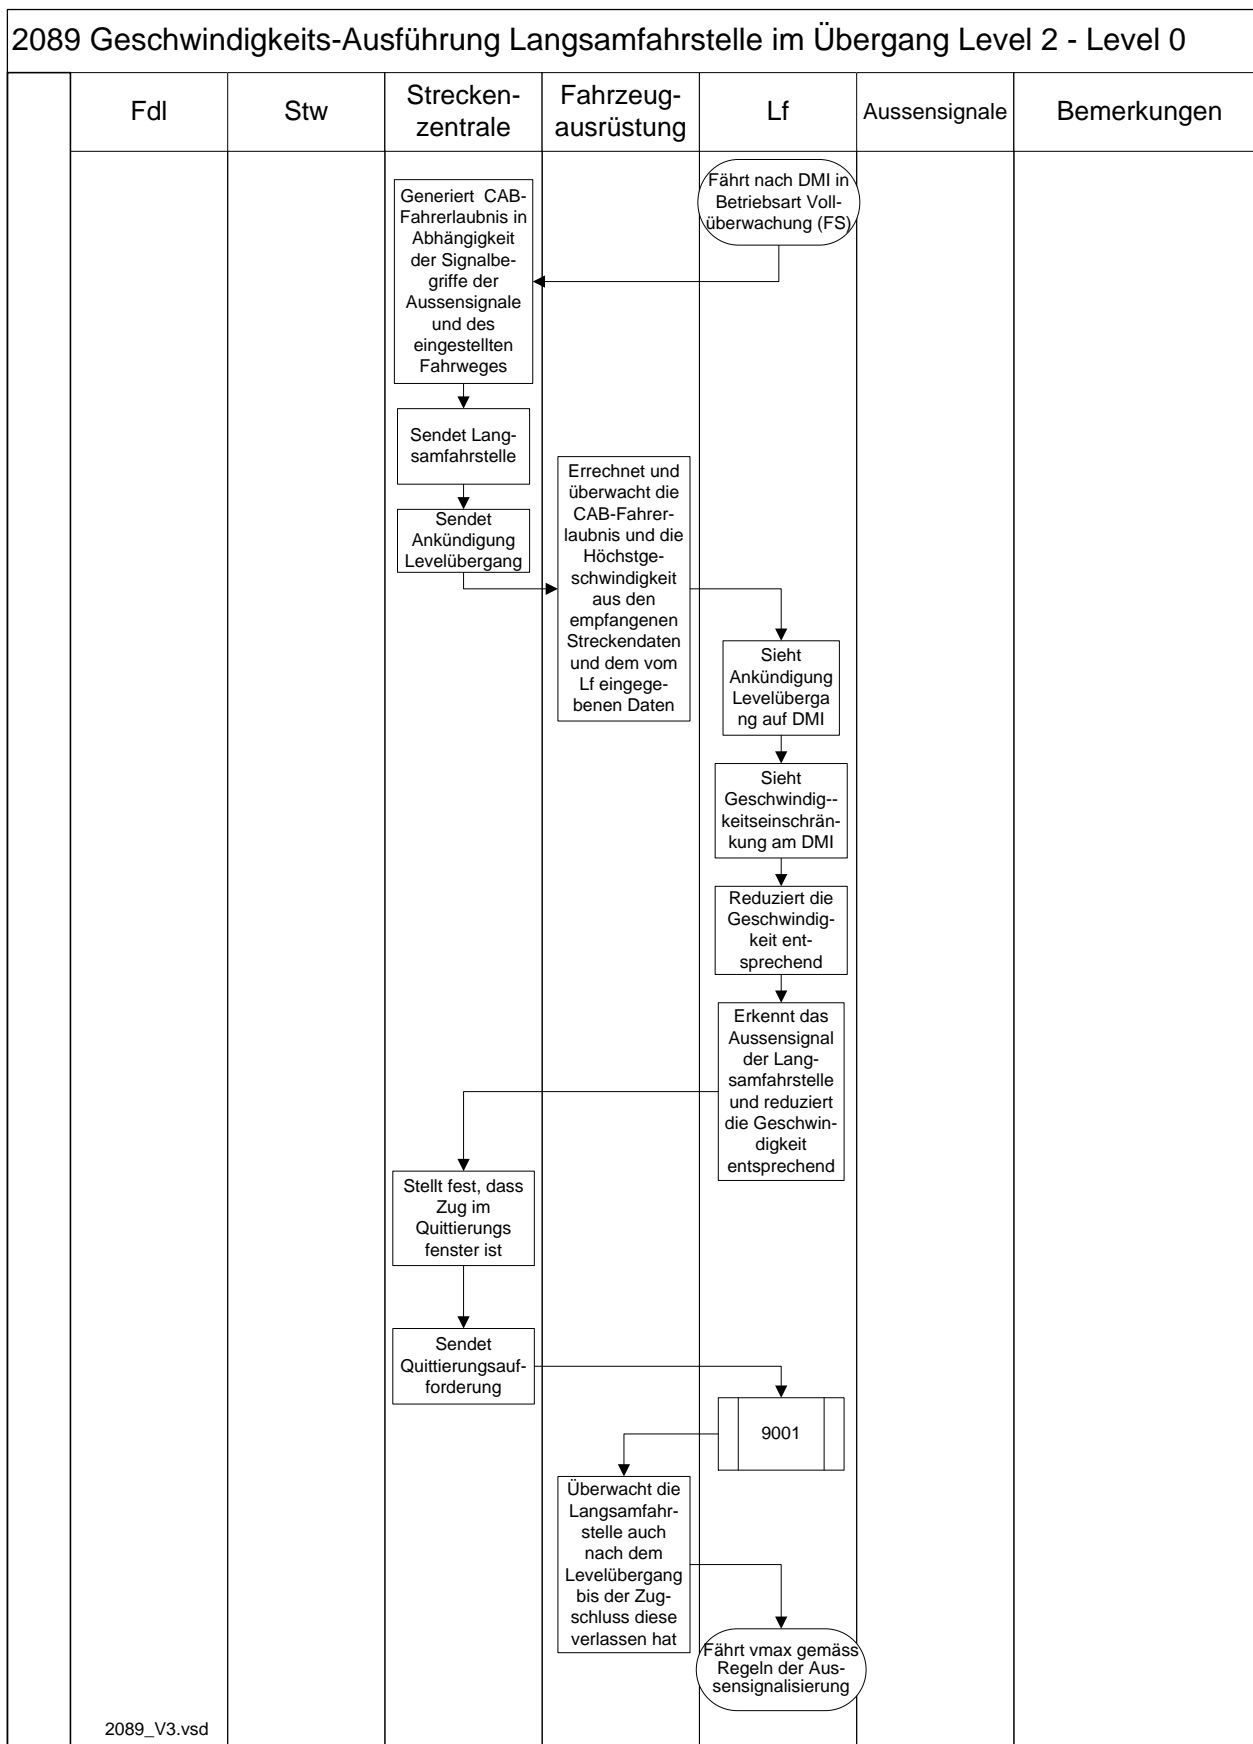 2089 Geschwindigkeits-Ausführung Langsamfahrstelle im Übergang Level 2 - Level 0
Fdl
Stw
Strecken-
zentrale
Fahrzeug-
ausrüstung
Lf
Aussensignale
Bemerkungen
Fährt nach DMI in
Betriebsart Voll-
überwachung (FS)
Generiert CAB-
Fahrerlaubnis in
Abhängigkeit
der Signalbe-
griffe der
Aussensignale
und des
eingestellten
Fahrweges
Sendet Lang-
samfahrstelle
Sendet
Ankündigung
Levelübergang
Errechnet und
überwacht die
CAB-Fahrer-
laubnis und die
Höchstge-
schwindigkeit
aus den
empfangenen
Streckendaten
und dem vom
Lf eingege-
benen Daten
Sieht
Ankündigung
Levelüberga
ng auf DMI
Sieht
Geschwindig--
keitseinschrän-
kung am DMI
Reduziert die
Geschwindig-
keit ent-
sprechend
Erkennt das
Aussensignal
der Lang-
samfahrstelle
und reduziert
die Geschwin-
digkeit
entsprechend
Stellt fest, dass
Zug im
Quittierungs
fenster ist
Sendet
Quittierungsauf-
forderung
9001
Überwacht die
Langsamfahr-
stelle auch
nach dem
Levelübergang
bis der Zug-
schluss diese
verlassen hat
Fährt vmax gemäss
Regeln der Aus-
sensignalisierung
2089_V3.vsd